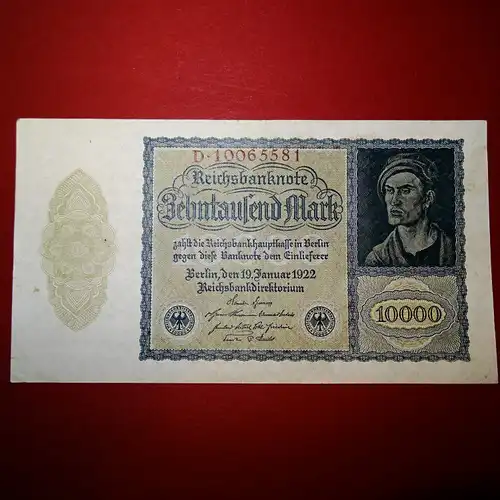 D·10065581
Reichsbanknote
Zehntausend Mark
zahlt die Reichsbankhauptkasse in Berlin
gegen diese Banknote dem Einlieferer
Berlin, den 19. Januar 1922
Reichsbankdirektorium
10000